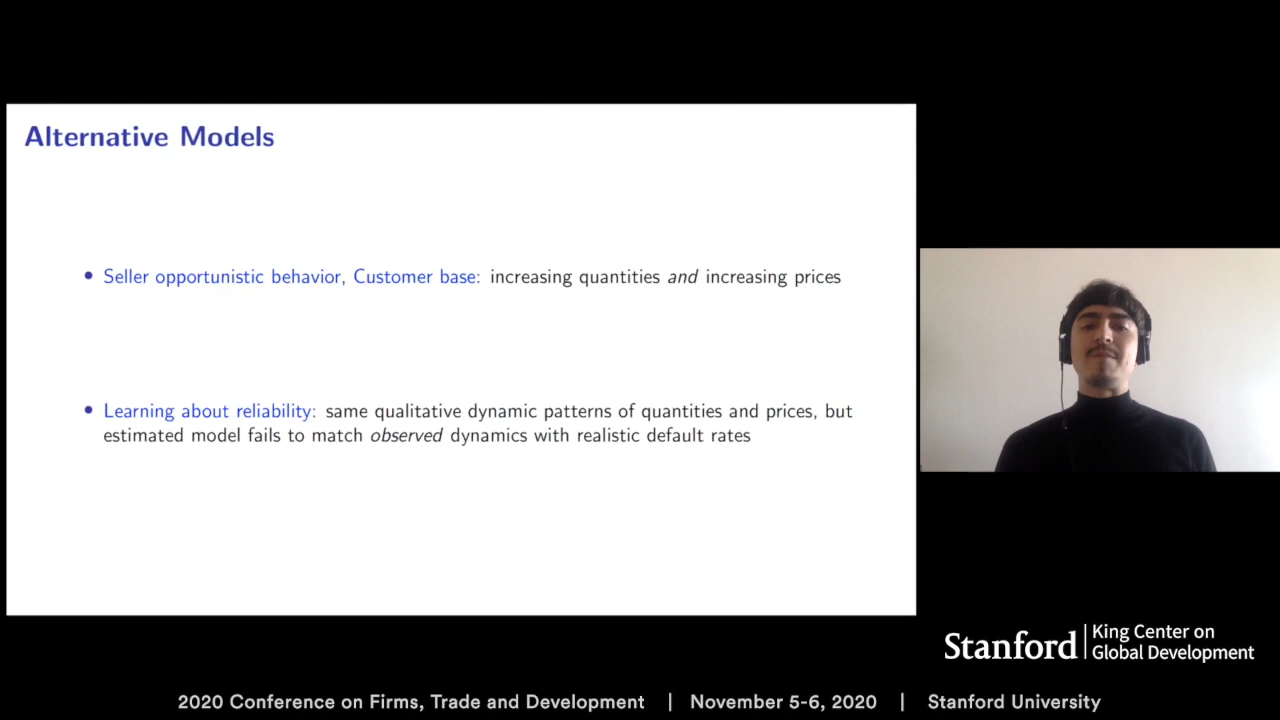 Alternative Models
• Seller opportunistic behavior, Customer base: increasing quantities and increasing prices
• Learning about reliability: same qualitative dynamic patterns of quantities and prices, but
estimated model fails to match observed dynamics with realistic default rates
Stanford | King Center on
Global Development
2020 Conference on Firms, Trade and Development | November 5-6, 2020 | Stanford University